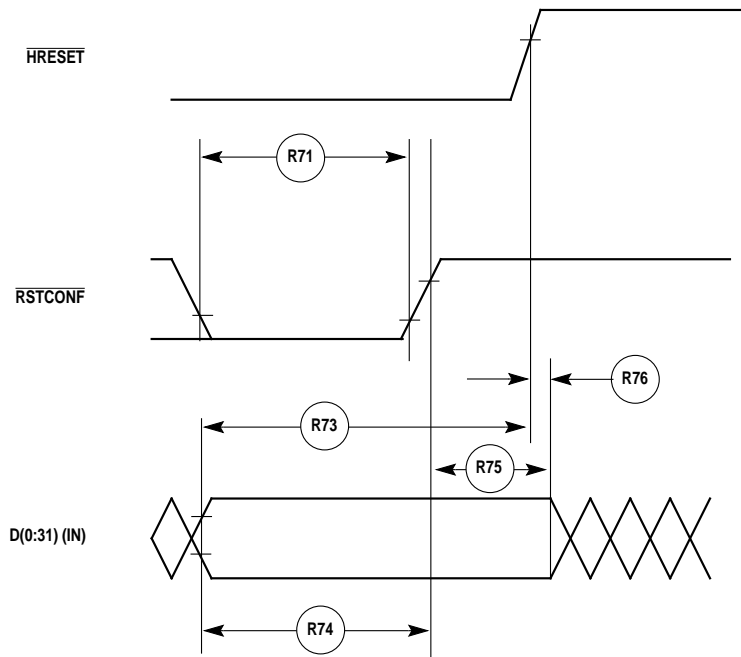 HRESET
R71
RSTCONF
R76
R73
R75
D(0:31) (IN)
R74